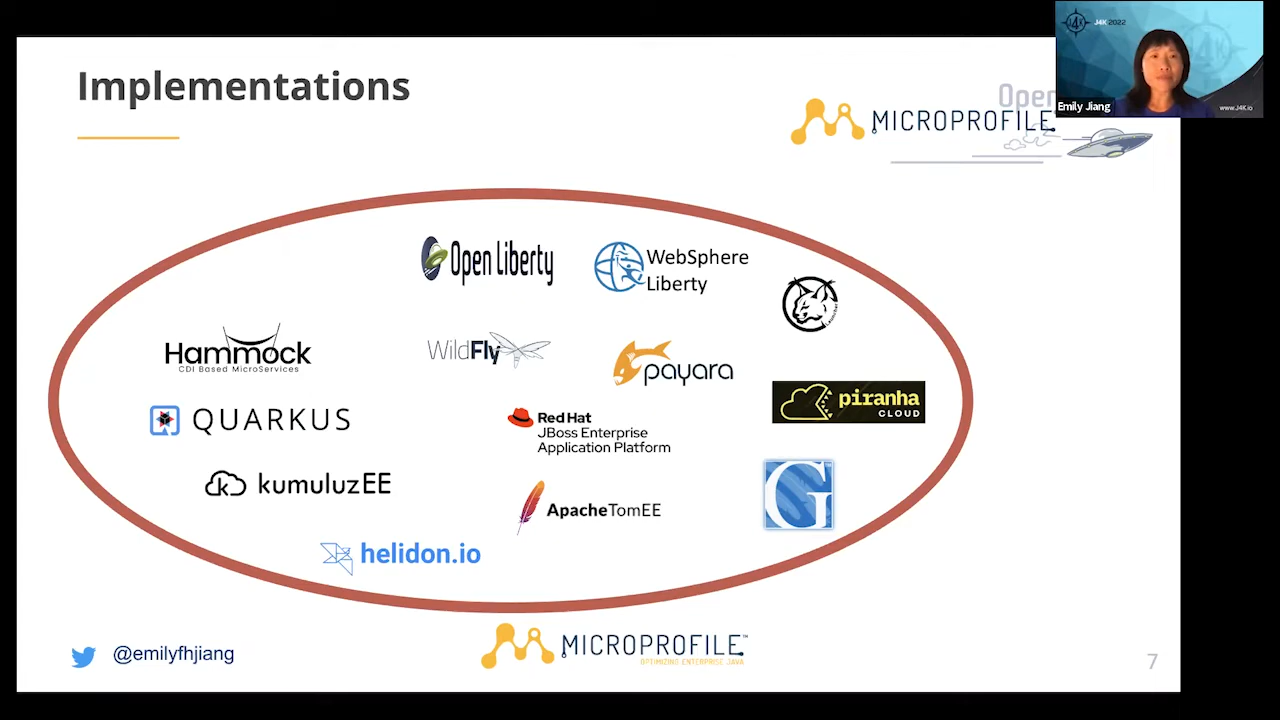 J4K 2022
Emily Jiang
www.J4K.io
Implementations
Open
MICROPROFILE
Open Liberty
WebSphere
Liberty
Launcher
HAMMOCK
CDI BASED MICROSERVICES
WildFly
payara
piranha
CLOUD
QUARKUS
Red Hat
JBoss Enterprise
Application Platform
kumuluzEE
ApacheTomEE
G
helidon.io
@emilyfhjiang
MICROPROFILE™
OPTIMIZING ENTERPRISE JAVA
7